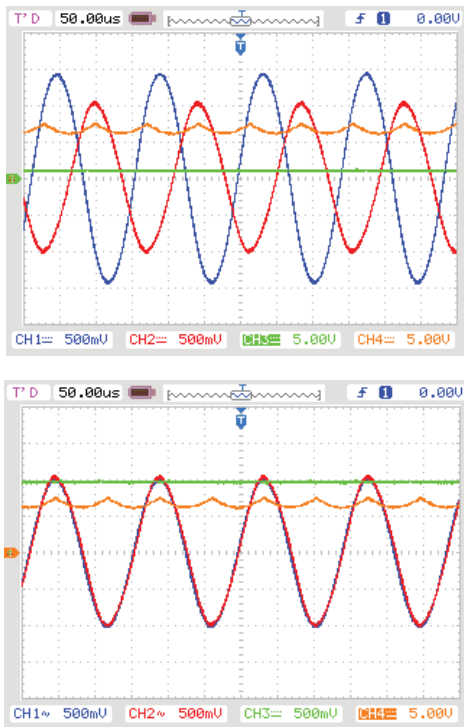 T'D 50.00us T 1 0.00V
T
CH1 500mV CH2 500mV CH3 5.00V CH4 5.00V
T'D 50.00us T 1 0.00V
T
CH1~ 500mV CH2~ 500mV CH3 500mV CH4 5.00V